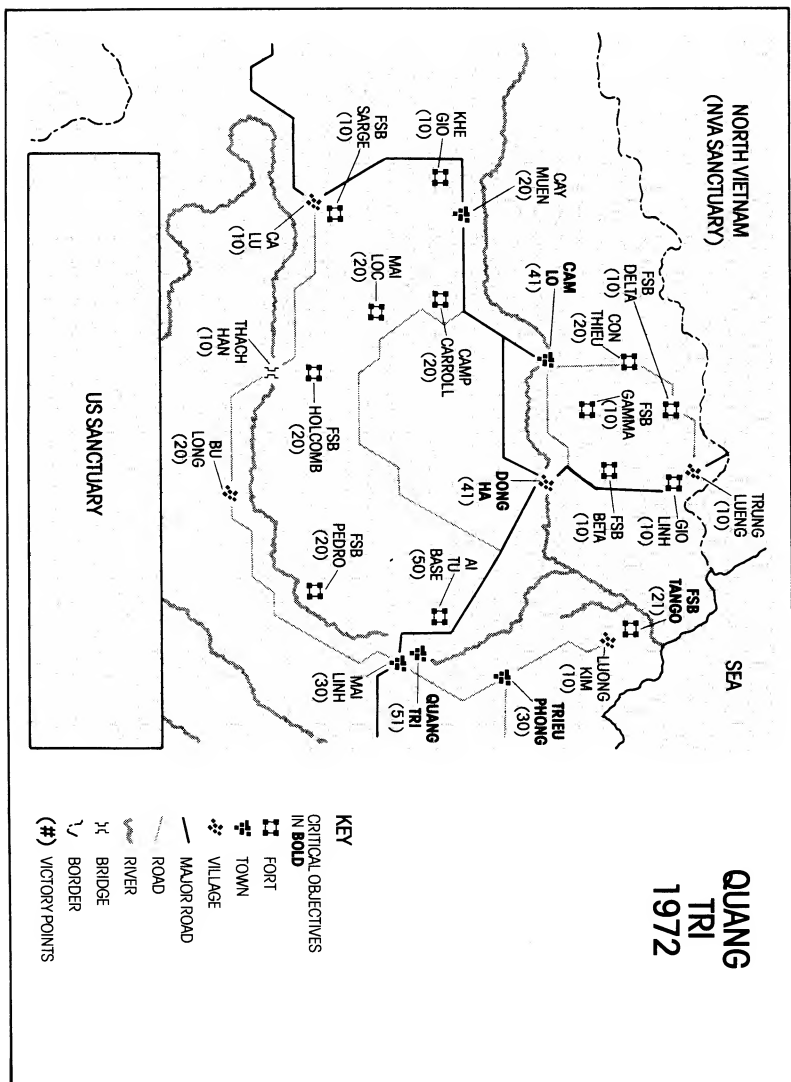 QUANG
TRI
1972
NORTH VIETNAM
(NVA SANCTUARY)
SEA
TRUNG
LUENG
(10)
FSB
DELTA
(10)
GIO
LINH
(10)
CON
THIEU
(20)
FSB
GAMMA
(10)
FSB
BETA
(10)
FSB
TANGO
(21)
LUONG
KIM
(10)
CAM
LO
(41)
DONG
HA
(41)
TRIEU
PHONG
(30)
CAY
MUEN
(20)
KHE
GIO
(10)
CAMP
CARROLL
(20)
AI
TU
BASE
(50)
QUANG
TRI
(51)
MAI
LOC
(20)
MAI
LINH
(30)
FSB
SARGE
(10)
FSB
HOLCOMB
(20)
FSB
PEDRO
(20)
CA
LU
(10)
THACH
HAN
(10)
BU
LONG
(20)
US SANCTUARY
KEY
CRITICAL OBJECTIVES
IN BOLD
FORT
TOWN
VILLAGE
MAJOR ROAD
ROAD
RIVER
BRIDGE
BORDER
(#) VICTORY POINTS